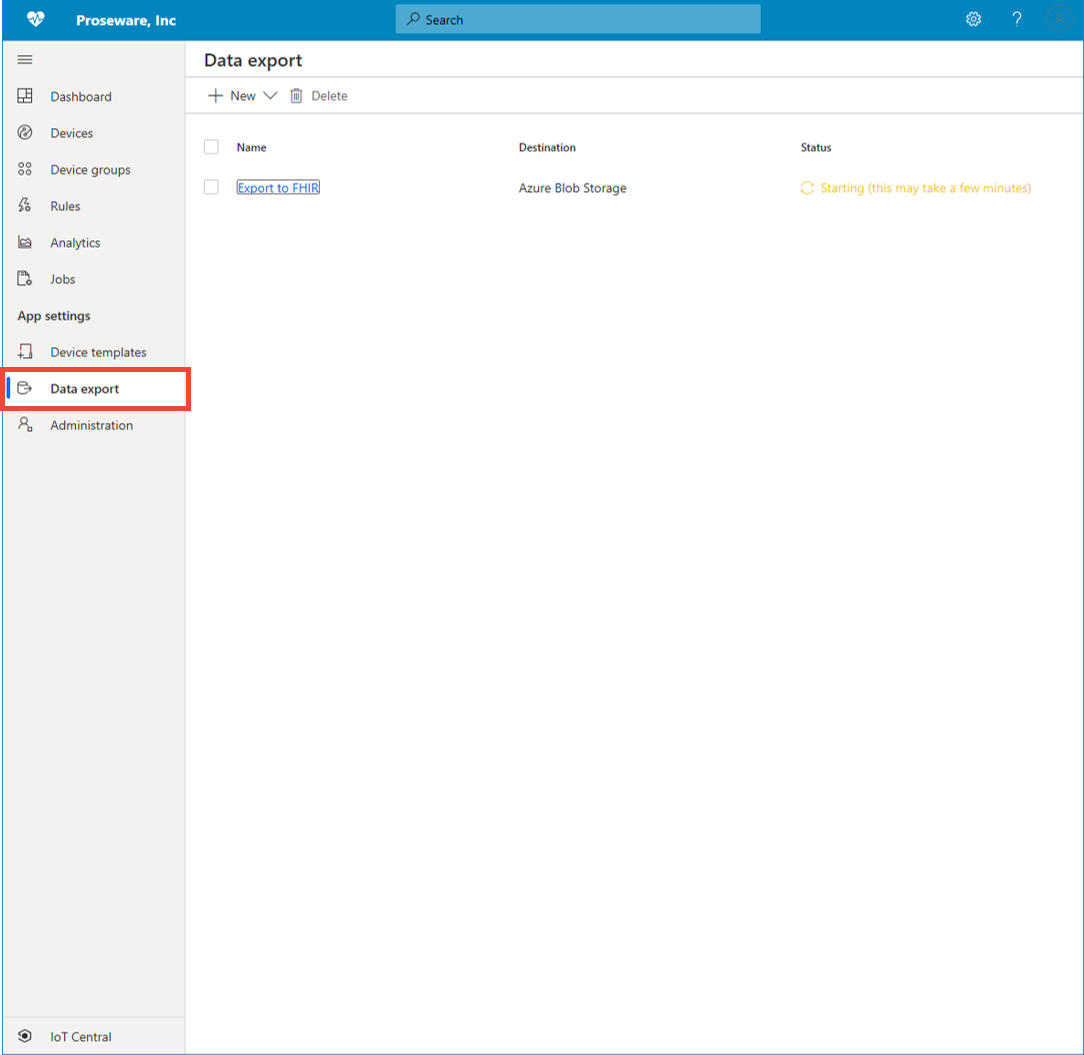 Proseware, Inc
Search
?
Data export
New
Delete
Dashboard
Devices
Device groups
Rules
Analytics
Jobs
App settings
Device templates
Data export
Administration
IoT Central
Name Destination Status
Export to FHIR Azure Blob Storage Starting (this may take a few minutes)